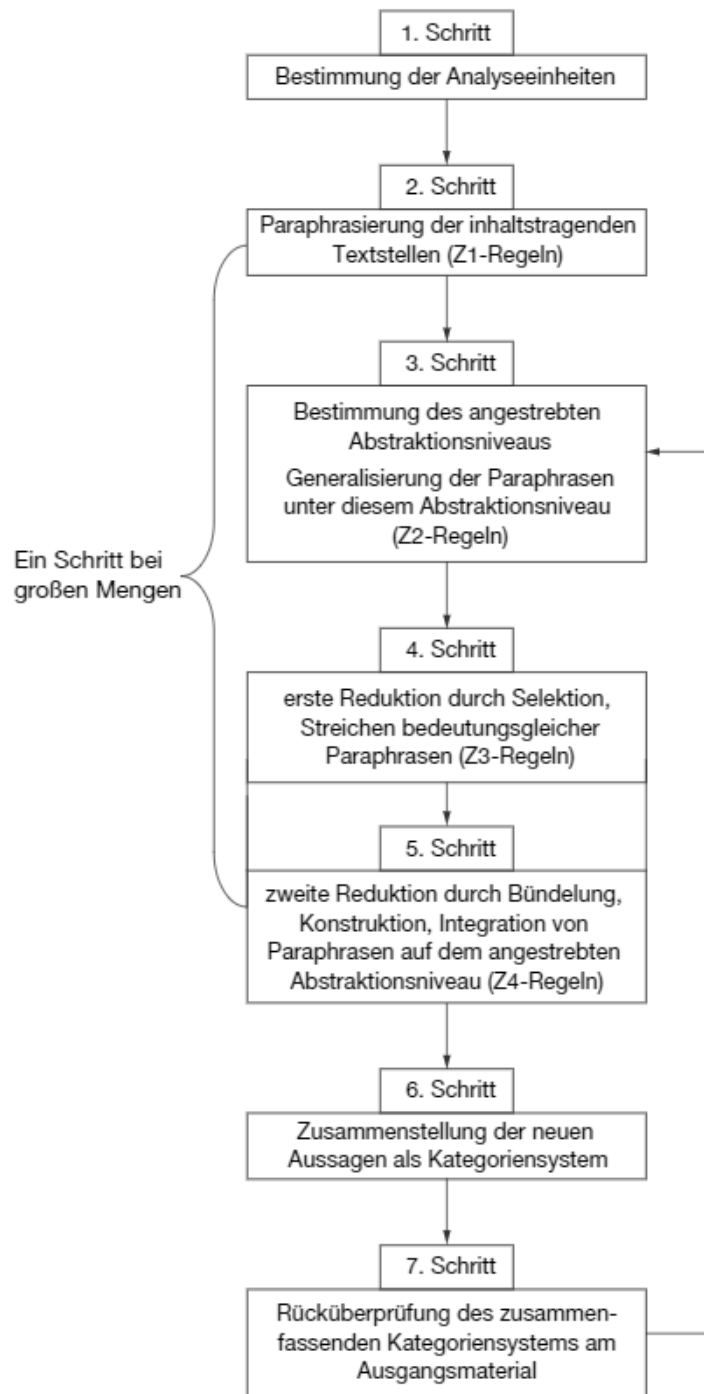 1. Schritt
Bestimmung der Analyseeinheiten
2. Schritt
Paraphrasierung der inhaltstragenden
Textstellen (Z1-Regeln)
3. Schritt
Bestimmung des angestrebten
Abstraktionsniveaus
Generalisierung der Paraphrasen
unter diesem Abstraktionsniveau
(Z2-Regeln)
Ein Schritt bei
großen Mengen
4. Schritt
erste Reduktion durch Selektion,
Streichen bedeutungsgleicher
Paraphrasen (Z3-Regeln)
5. Schritt
zweite Reduktion durch Bündelung,
Konstruktion, Integration von
Paraphrasen auf dem angestrebten
Abstraktionsniveau (Z4-Regeln)
6. Schritt
Zusammenstellung der neuen
Aussagen als Kategoriensystem
7. Schritt
Rücküberprüfung des zusammen-
fassenden Kategoriensystems am
Ausgangsmaterial